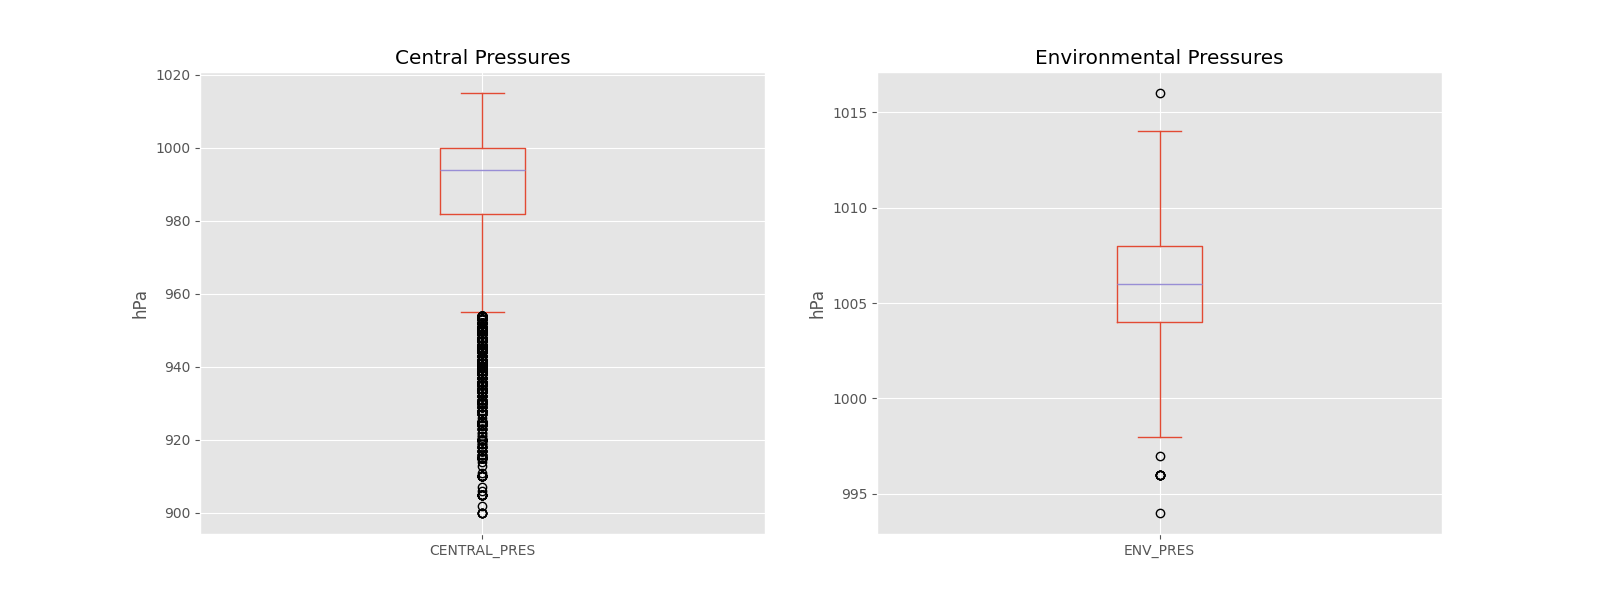 Central Pressures
1020
1000
980
960
940
920
900
hPa
CENTRAL_PRES
Environmental Pressures
1015
1010
1005
1000
995
hPa
ENV_PRES